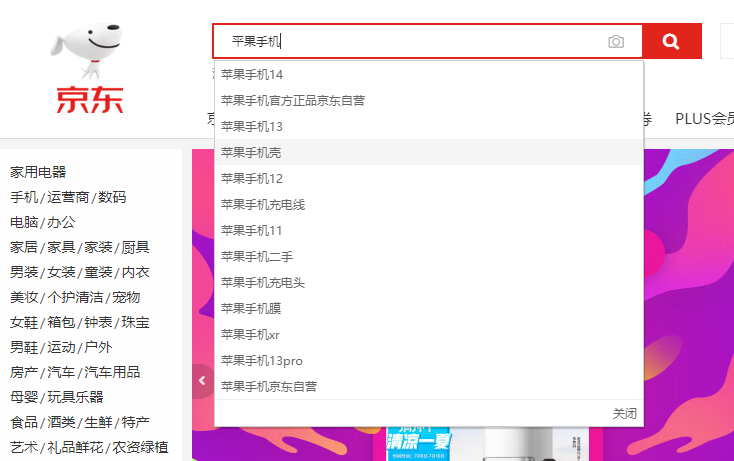 京东
平果手机
苹果手机14
苹果手机官方正品京东自营
苹果手机13
苹果手机壳
苹果手机12
苹果手机充电线
苹果手机11
苹果手机二手
苹果手机充电头
苹果手机膜
苹果手机xr
苹果手机13pro
苹果手机京东自营
关闭
券 PLUS会员
家用电器
手机/运营商/数码
电脑/办公
家居/家具/家装/厨具
男装/女装/童装/内衣
美妆/个护清洁/宠物
女鞋/箱包/钟表/珠宝
男鞋/运动/户外
房产/汽车/汽车用品
母婴/玩具乐器
食品/酒类/生鲜/特产
艺术/礼品鲜花/农资绿植
清凉一夏